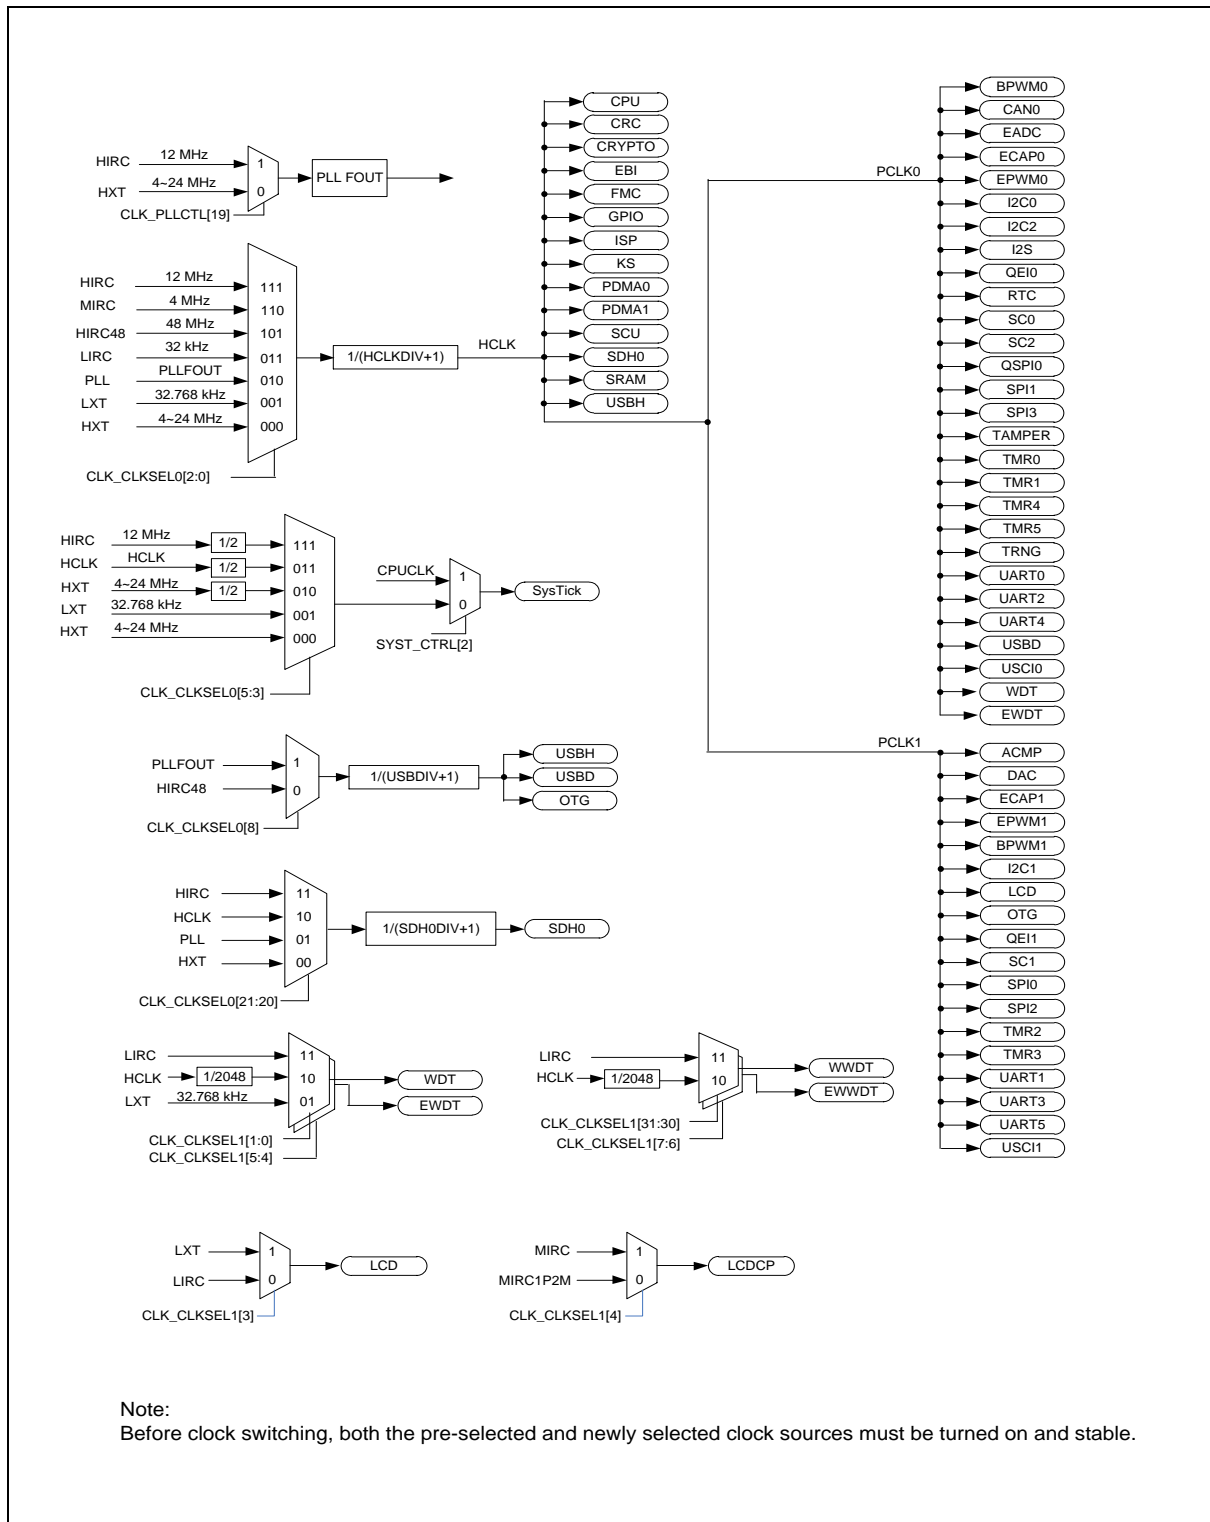 HIRC
12 MHz
1
HXT
4~24 MHz
0
CLK_PLLCTL[19]
PLL FOUT
HIRC
12 MHz
111
MIRC
4 MHz
110
HIRC48
48 MHz
101
LIRC
32 kHz
011
PLL
PLLFOUT
010
LXT
32.768 kHz
001
HXT
4~24 MHz
000
CLK_CLKSEL0[2:0]
1/(HCLKDIV+1)
HCLK
CPU
CRC
CRYPTO
EBI
FMC
GPIO
ISP
KS
PDMA0
PDMA1
SCU
SDH0
SRAM
USBH
HIRC
12 MHz
1/2
111
HCLK
HCLK
1/2
011
HXT
4~24 MHz
1/2
010
LXT
32.768 kHz
001
HXT
4~24 MHz
000
CLK_CLKSEL0[5:3]
CPUCLK
1
0
SYST_CTRL[2]
SysTick
PLLFOUT
1
HIRC48
0
CLK_CLKSEL0[8]
1/(USBDIV+1)
USBH
USBD
OTG
HIRC
11
HCLK
10
PLL
01
HXT
00
CLK_CLKSEL0[21:20]
1/(SDH0DIV+1)
SDH0
LIRC
11
HCLK
1/2048
10
LXT
32.768 kHz
01
CLK_CLKSEL1[1:0]
CLK_CLKSEL1[5:4]
WDT
EWDT
LIRC
11
HCLK
1/2048
10
CLK_CLKSEL1[31:30]
CLK_CLKSEL1[7:6]
WWDT
EWWDT
LXT
1
LIRC
0
CLK_CLKSEL1[3]
LCD
MIRC
1
MIRC1P2M
0
CLK_CLKSEL1[4]
LCDCP
PCLK0
BPWM0
CAN0
EADC
ECAP0
EPWM0
I2C0
I2C2
I2S
QEI0
RTC
SC0
SC2
QSPI0
SPI1
SPI3
TAMPER
TMR0
TMR1
TMR4
TMR5
TRNG
UART0
UART2
UART4
USBD
USCI0
WDT
EWDT
PCLK1
ACMP
DAC
ECAP1
EPWM1
BPWM1
I2C1
LCD
OTG
QEI1
SC1
SPI0
SPI2
TMR2
TMR3
UART1
UART3
UART5
USCI1
Note:
Before clock switching, both the pre-selected and newly selected clock sources must be turned on and stable.